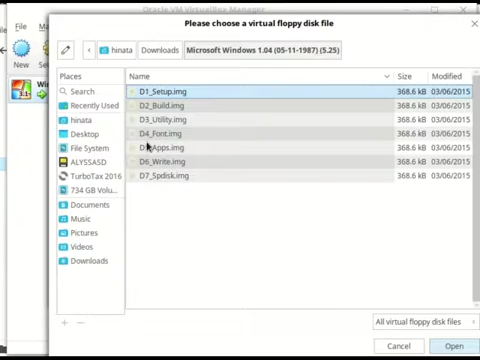 Oracle VM VirtualBox Manager
Please choose a virtual floppy disk file
File
hinata
Downloads
Microsoft Windows 1.04 (05-11-1987) (5.25)
New
Places
Name
Size
Modified
Search
D1_Setup.img
368.6 kB
03/06/2015
Recently Used
D2_Build.img
368.6 kB
03/06/2015
hinata
D3_Utility.img
368.6 kB
03/06/2015
Desktop
D4_Font.img
368.6 kB
03/06/2015
File System
368.6 kB
03/06/2015
ALYSSASD
D6_Write.img
368.6 kB
03/06/2015
TurboTax 2016
D7_Spdisk.img
368.6 kB
03/06/2015
734 GB Volu...
Documents
Music
Pictures
Videos
Downloads
All virtual floppy disk files
Cancel
Open
3.1